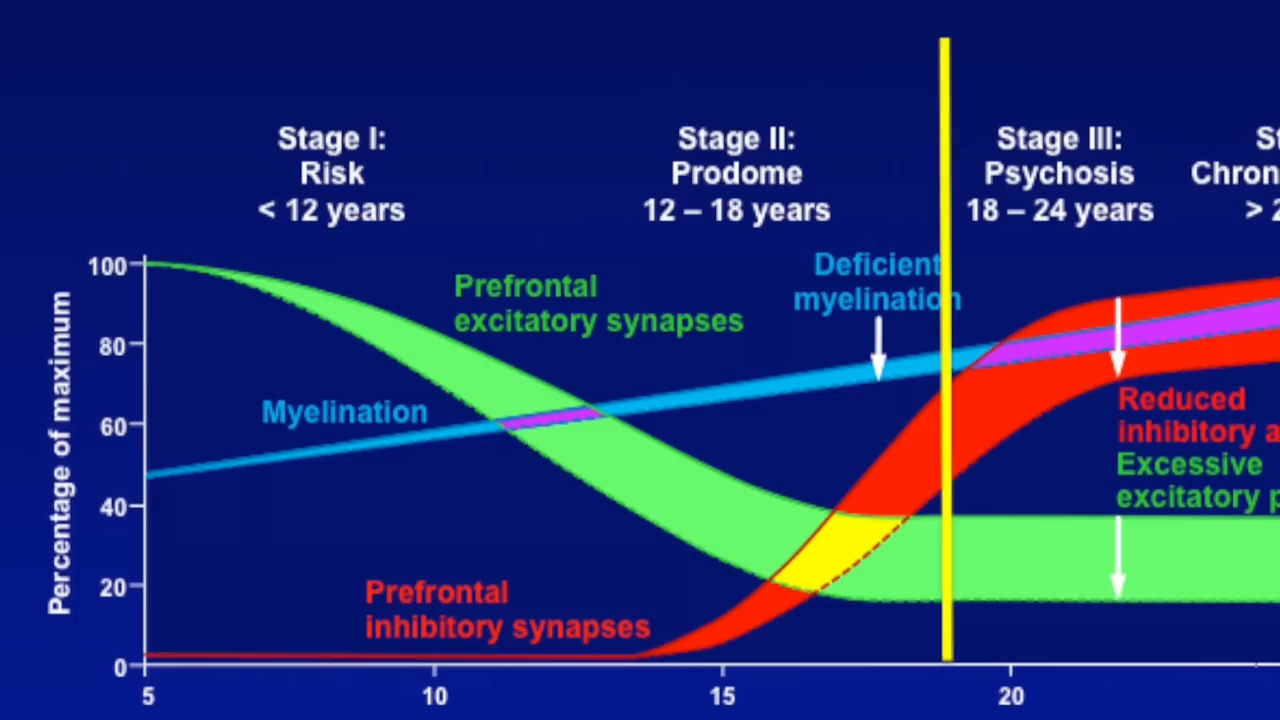 Stage I:
Risk
< 12 years
Stage II:
Prodome
12 – 18 years
Stage III:
Psychosis
18 – 24 years
Percentage of maximum
100
80
60
40
20
0
Prefrontal
excitatory synapses
Deficient
myelination
Myelination
Reduced
inhibitory
Excessive
excitatory
Prefrontal
inhibitory synapses
5
10
15
20